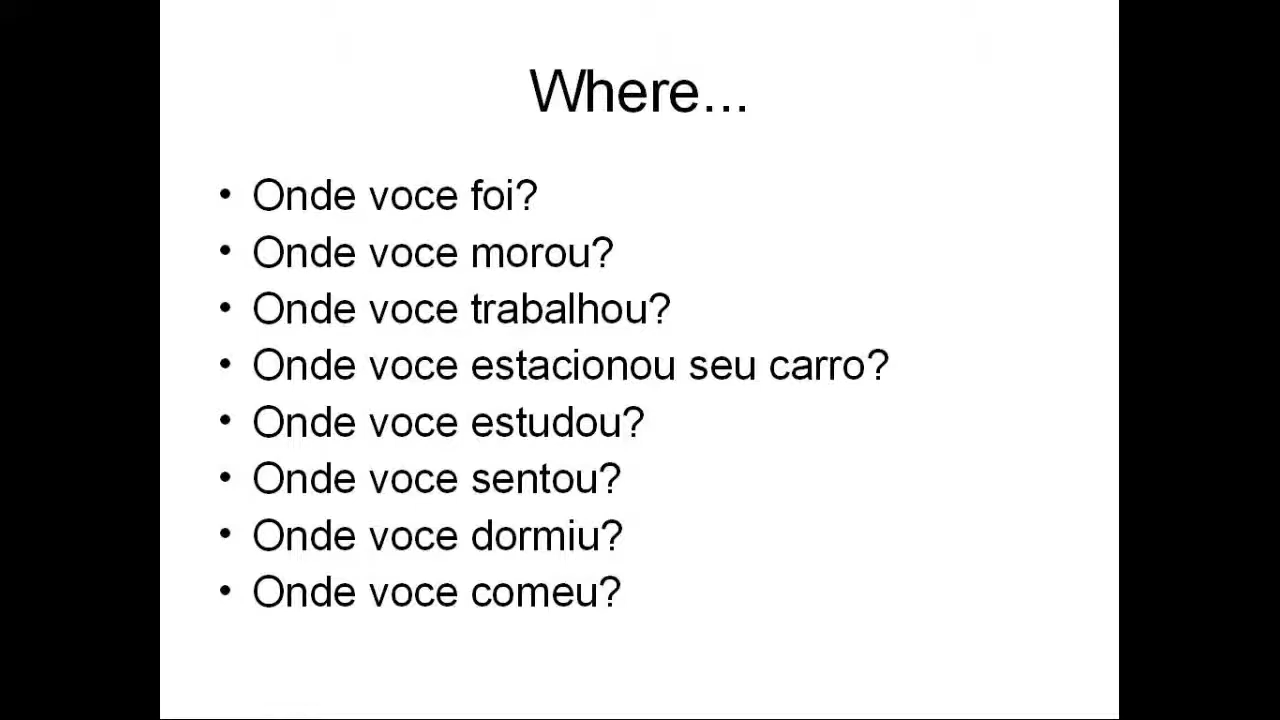 Where...
• Onde voce foi?
• Onde voce morou?
• Onde voce trabalhou?
• Onde voce estacionou seu carro?
• Onde voce estudou?
• Onde voce sentou?
• Onde voce dormiu?
• Onde voce comeu?